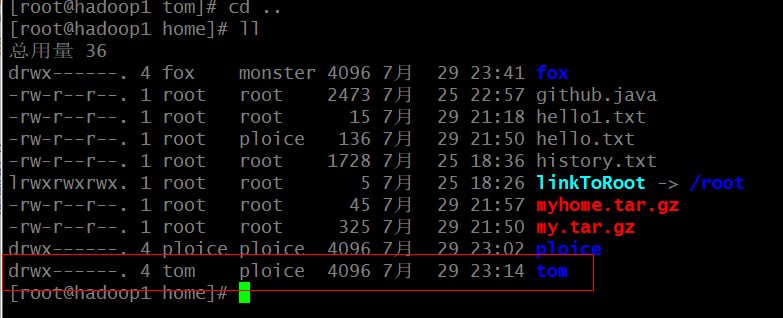 [root@hadoop1 tom]# cd ..
[root@hadoop1 home]# ll
总用量 36
drwx------. 4 fox    monster 4096 7月  29 23:41 fox
-rw-r--r--. 1 root   root    2473 7月  25 22:57 github.java
-rw-r--r--. 1 root   root      15 7月  29 21:18 hello1.txt
-rw-r--r--. 1 root   ploice   136 7月  29 21:50 hello.txt
-rw-r--r--. 1 root   root    1728 7月  25 18:36 history.txt
lrwxrwxrwx. 1 root   root       5 7月  25 18:26 linkToRoot -> /root
-rw-r--r--. 1 root   root      45 7月  29 21:57 myhome.tar.gz
-rw-r--r--. 1 root   root     325 7月  29 21:50 my.tar.gz
drwx------. 4 ploice ploice  4096 7月  29 23:02 ploice
drwx------. 4 tom    ploice  4096 7月  29 23:14 tom
[root@hadoop1 home]#